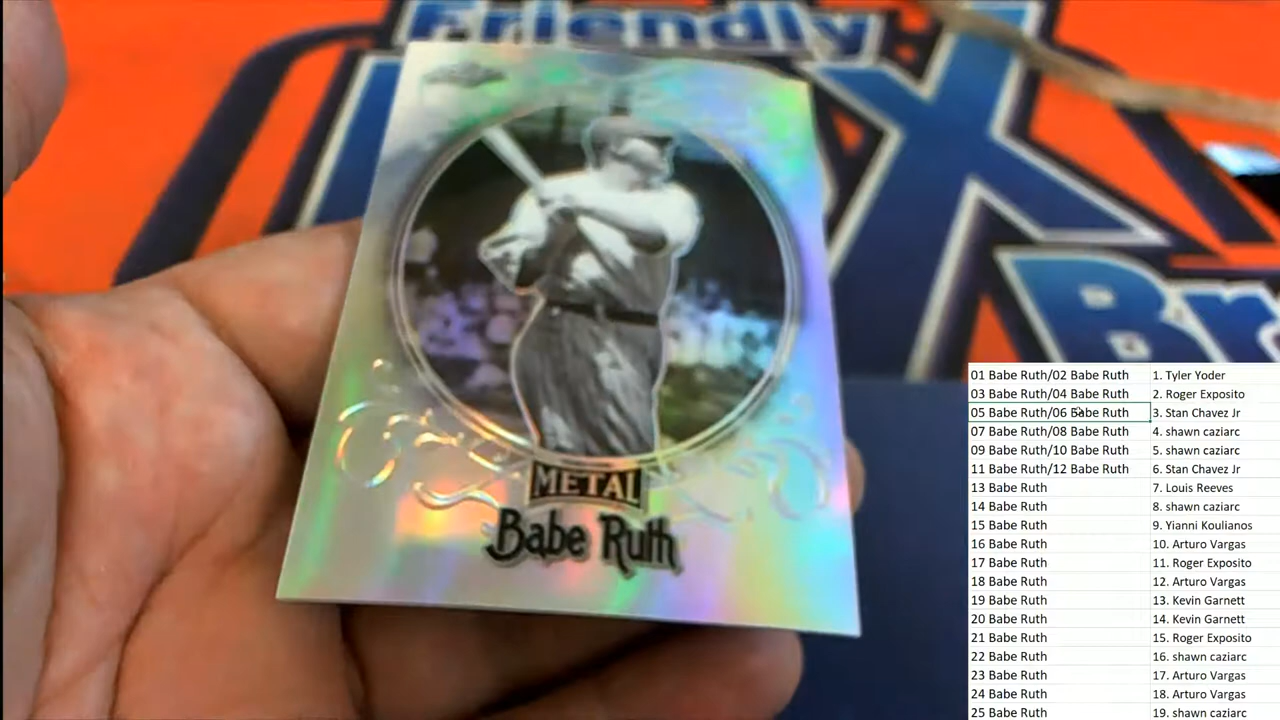 Friendly
Br
METAL
Babe Ruth
01 Babe Ruth/02 Babe Ruth 1. Tyler Yoder
03 Babe Ruth/04 Babe Ruth 2. Roger Exposito
05 Babe Ruth/06 Babe Ruth 3. Stan Chavez Jr
07 Babe Ruth/08 Babe Ruth 4. shawn caziarc
09 Babe Ruth/10 Babe Ruth 5. shawn caziarc
11 Babe Ruth/12 Babe Ruth 6. Stan Chavez Jr
13 Babe Ruth 7. Louis Reeves
14 Babe Ruth 8. shawn caziarc
15 Babe Ruth 9. Yianni Koulianos
16 Babe Ruth 10. Arturo Vargas
17 Babe Ruth 11. Roger Exposito
18 Babe Ruth 12. Arturo Vargas
19 Babe Ruth 13. Kevin Garnett
20 Babe Ruth 14. Kevin Garnett
21 Babe Ruth 15. Roger Exposito
22 Babe Ruth 16. shawn caziarc
23 Babe Ruth 17. Arturo Vargas
24 Babe Ruth 18. Arturo Vargas
25 Babe Ruth 19. shawn caziarc